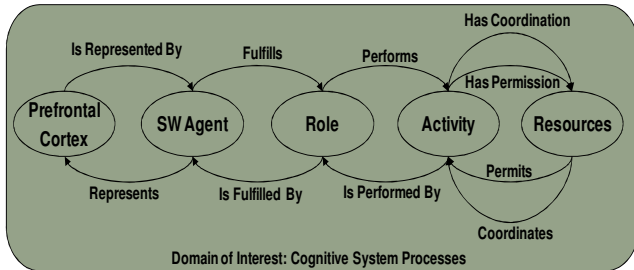 Has Coordination
Is Represented By
Fulfills
Performs
Has Permission
Prefrontal
Cortex
SW Agent
Role
Activity
Resources
Represents
Is Fulfilled By
Is Performed By
Permits
Coordinates
Domain of Interest: Cognitive System Processes